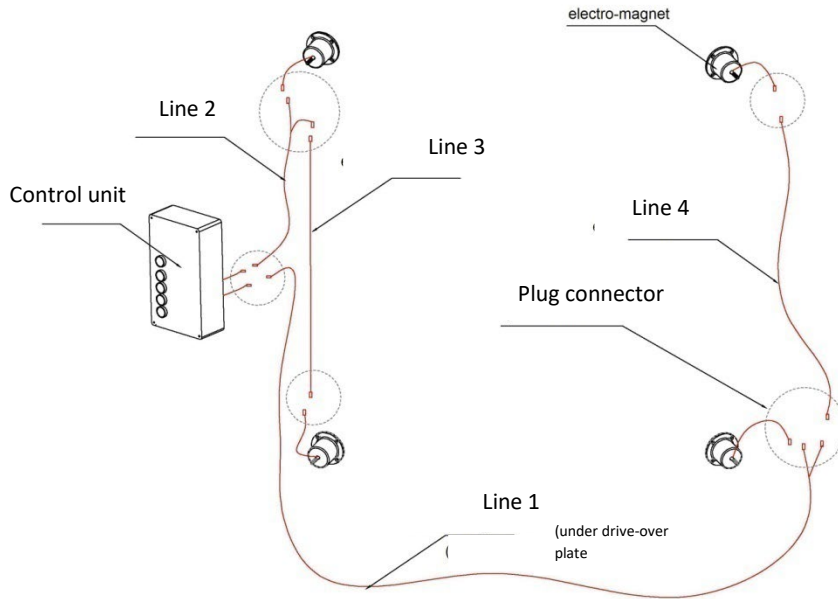 electro-magnet
Line 2
Line 3
Control unit
Line 4
Plug connector
Line 1
(under drive-over
plate
(
(
(